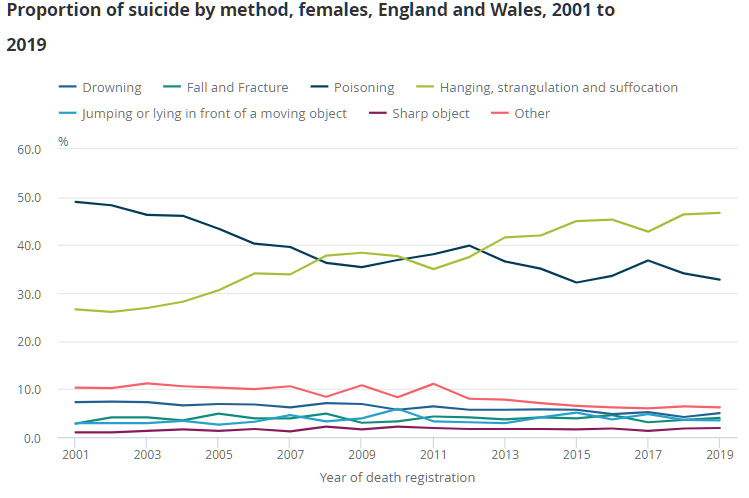 Proportion of suicide by method, females, England and Wales, 2001 to
2019
Drowning Fall and Fracture Poisoning Hanging, strangulation and suffocation
Jumping or lying in front of a moving object Sharp object Other
%
60.0
50.0
40.0
30.0
20.0
10.0
0.0
2001 2003 2005 2007 2009 2011 2013 2015 2017 2019
Year of death registration